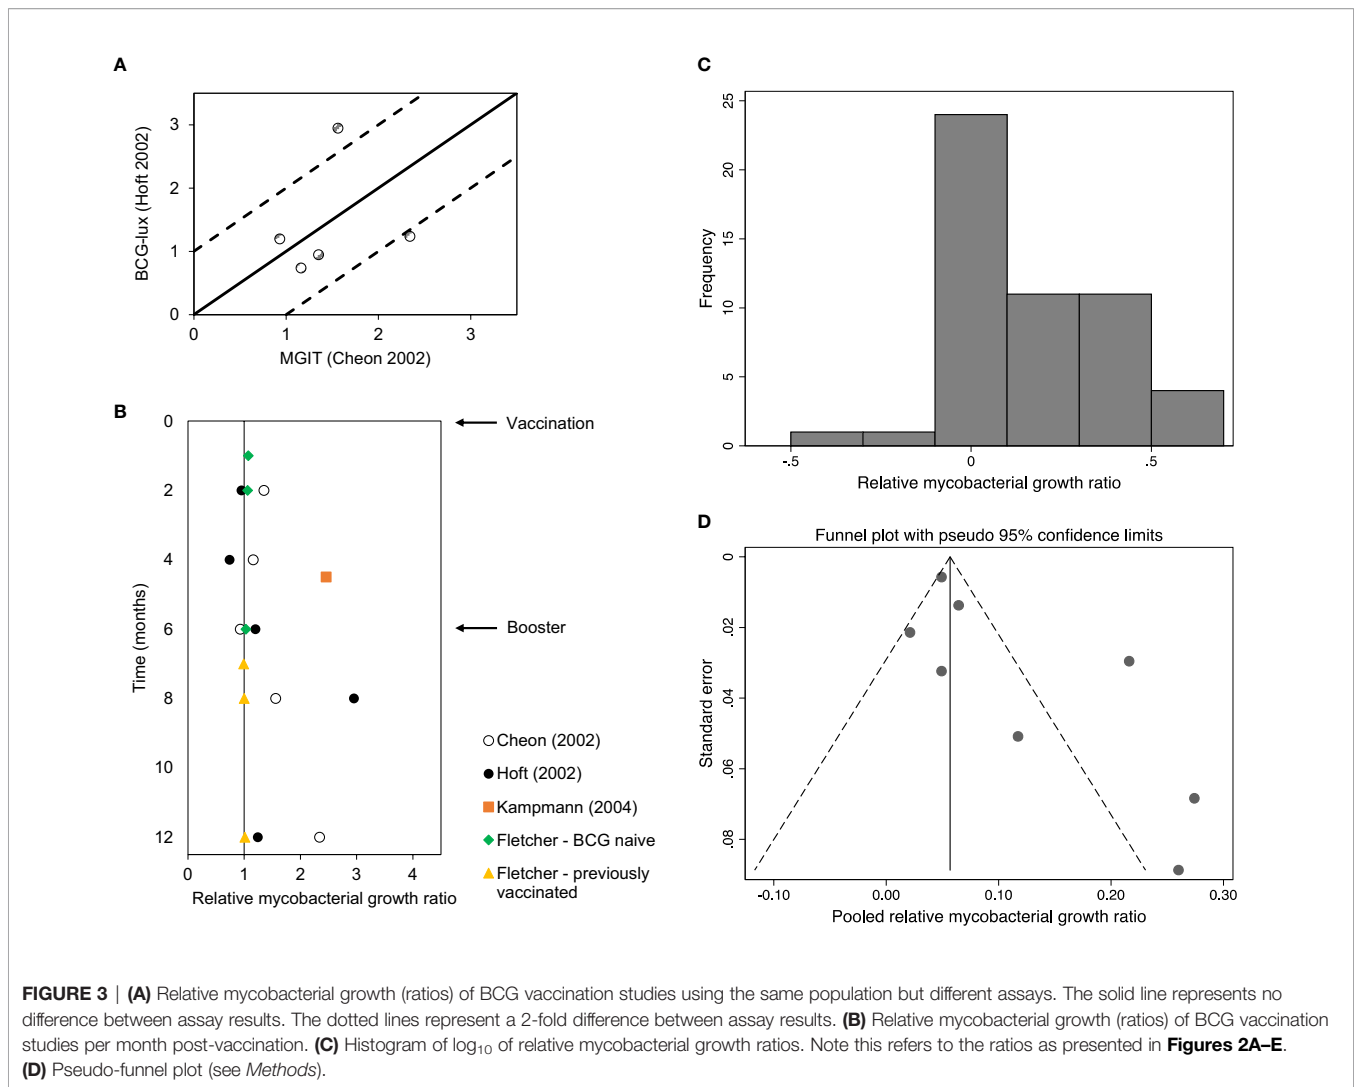 A
BCG-lux (Hoft 2002)
3
2
1
0
0 1 2 3
MGIT (Cheon 2002)
B
Time (months)
0
2
4
6
8
10
12
0 1 2 3 4
Relative mycobacterial growth ratio
Vaccination
Booster
Cheon (2002)
Hoft (2002)
Kampmann (2004)
Fletcher - BCG naive
Fletcher - previously
vaccinated
C
Frequency
25
20
15
10
5
0
-.5 0 .5
Relative mycobacterial growth ratio
D
Funnel plot with pseudo 95% confidence limits
Standard error
0
.02
.04
.06
.08
-0.10 0.00 0.10 0.20 0.30
Pooled relative mycobacterial growth ratio
FIGURE 3 | (A) Relative mycobacterial growth (ratios) of BCG vaccination studies using the same population but different assays. The solid line represents no
difference between assay results. The dotted lines represent a 2-fold difference between assay results. (B) Relative mycobacterial growth (ratios) of BCG vaccination
studies per month post-vaccination. (C) Histogram of log10 of relative mycobacterial growth ratios. Note this refers to the ratios as presented in Figures 2A–E.
(D) Pseudo-funnel plot (see Methods).